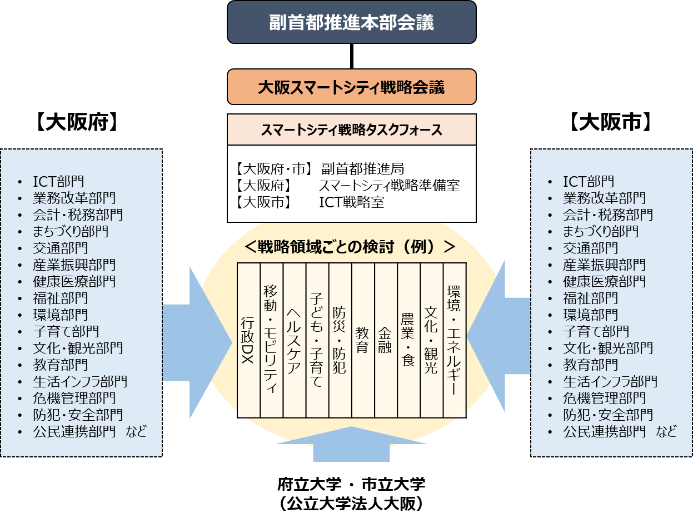 副首都推進本部会議
大阪スマートシティ戦略会議
スマートシティ戦略タスクフォース
【大阪府・市】 副首都推進局
【大阪府】 スマートシティ戦略準備室
【大阪市】 ICT戦略室
【大阪府】
• ICT部門
• 業務改革部門
• 会計・税務部門
• まちづくり部門
• 交通部門
• 産業振興部門
• 健康医療部門
• 福祉部門
• 環境部門
• 子育て部門
• 文化・観光部門
• 教育部門
• 生活インフラ部門
• 危機管理部門
• 防犯・安全部門
• 公民連携部門 など
<戦略領域ごとの検討（例）>
行政DX
移動・モビリティ
ヘルスケア
子ども・子育て
防災・防犯
教育
金融
農業・食
文化・観光
環境・エネルギー
【大阪市】
• ICT部門
• 業務改革部門
• 会計・税務部門
• まちづくり部門
• 交通部門
• 産業振興部門
• 健康医療部門
• 福祉部門
• 環境部門
• 子育て部門
• 文化・観光部門
• 教育部門
• 生活インフラ部門
• 危機管理部門
• 防犯・安全部門
• 公民連携部門 など
府立大学・市立大学
（公立大学法人大阪）